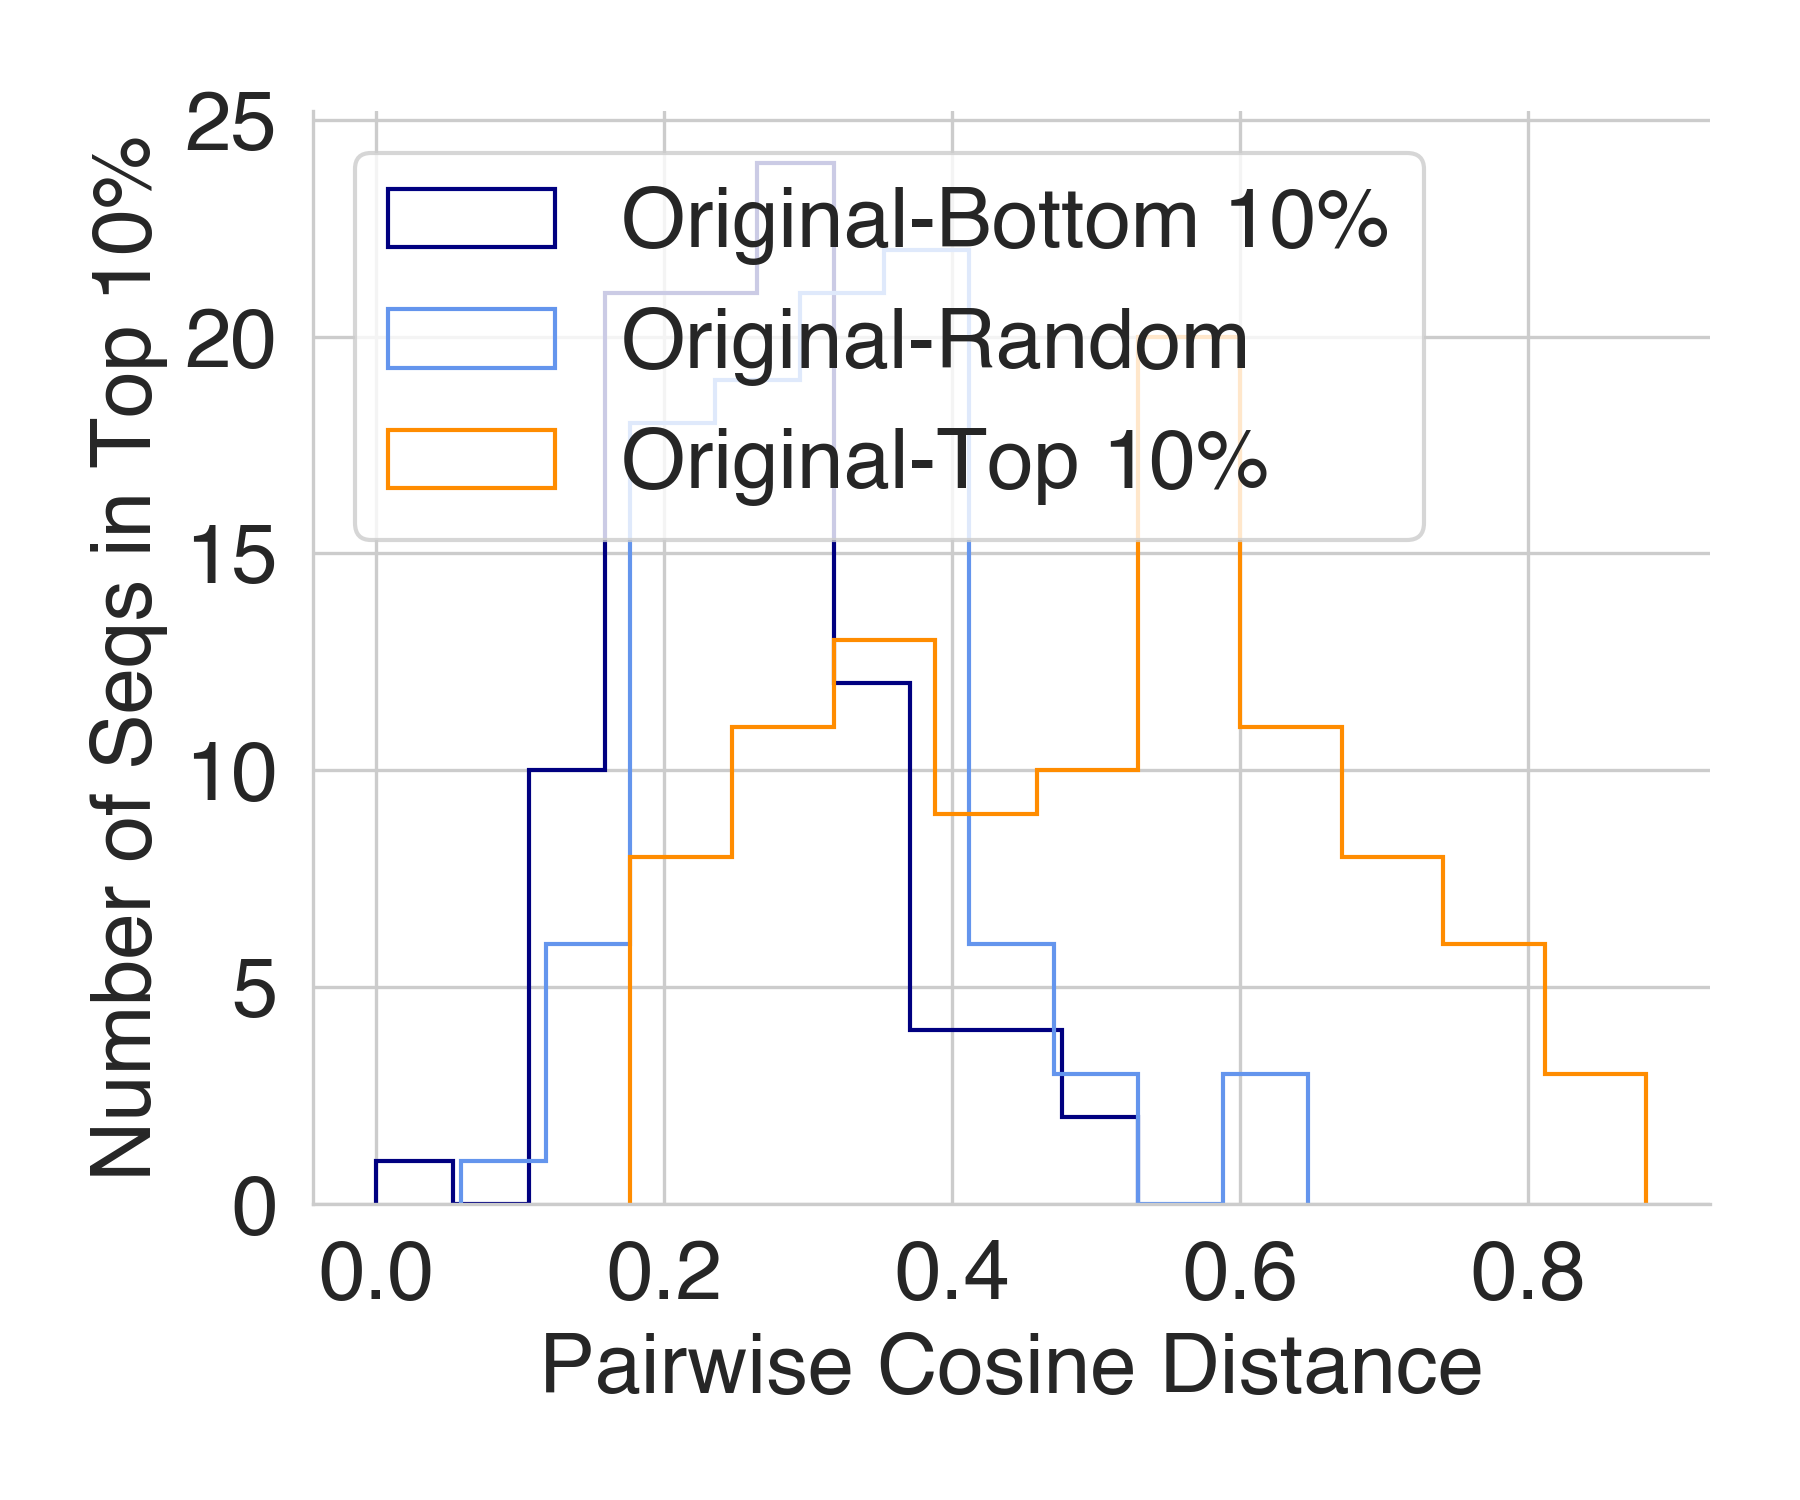 Number of Seqs in Top 10%
25
20
15
10
5
0
Original-Bottom 10%
Original-Random
Original-Top 10%
0.0 0.2 0.4 0.6 0.8
Pairwise Cosine Distance